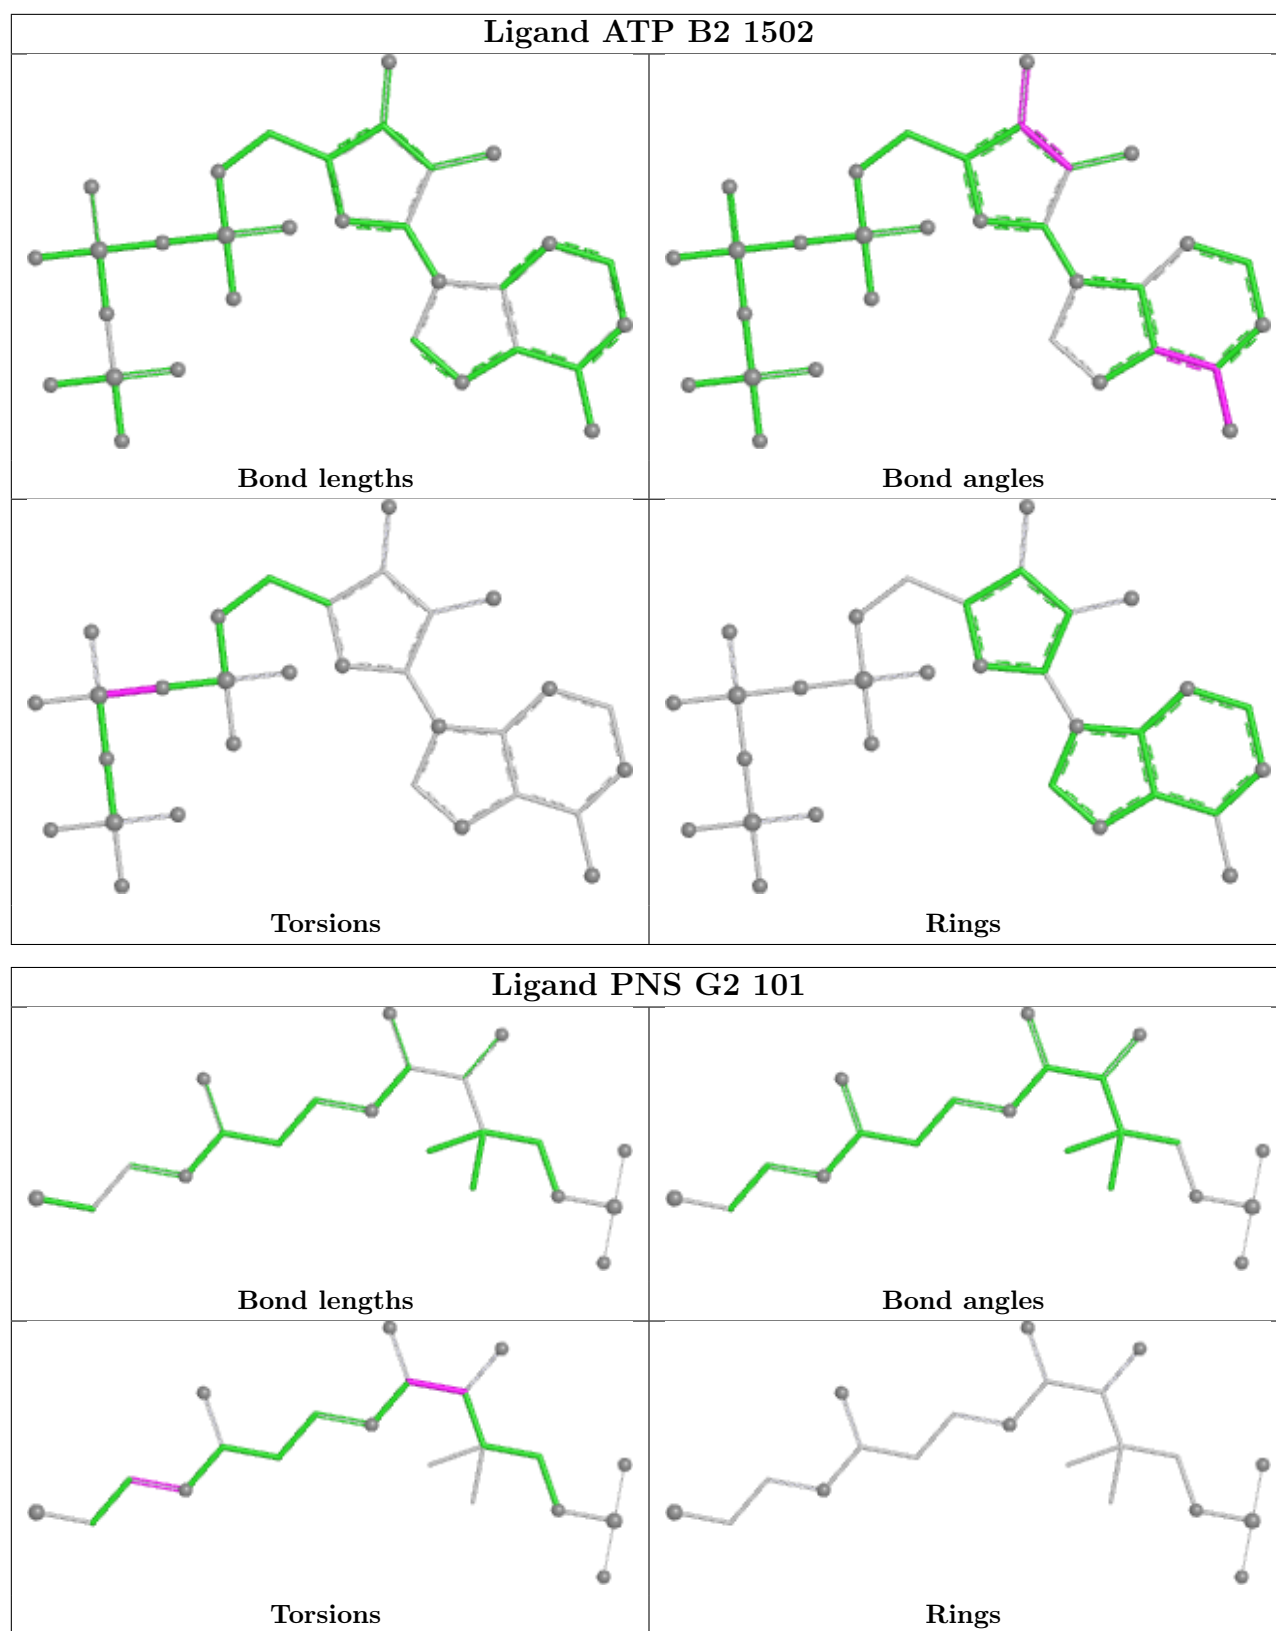 Ligand ATP B2 1502
Bond lengths
Bond angles
Torsions
Rings
Ligand PNS G2 101
Bond lengths
Bond angles
Torsions
Rings